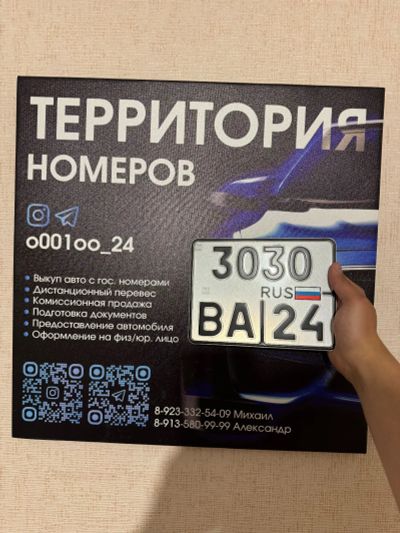 ТЕРРИТОРИЯ
НОМЕРОВ
o001oo_24
• Выкуп авто с гос. номерами
• Дистанционный перевес
• Комиссионная продажа
• Подготовка документов
• Предоставление автомобиля
• Оформление на физ/юр. лицо
3030
RUS
ВА 24
8-923-332-54-09 Михаил
8-913-580-99-99 Александр